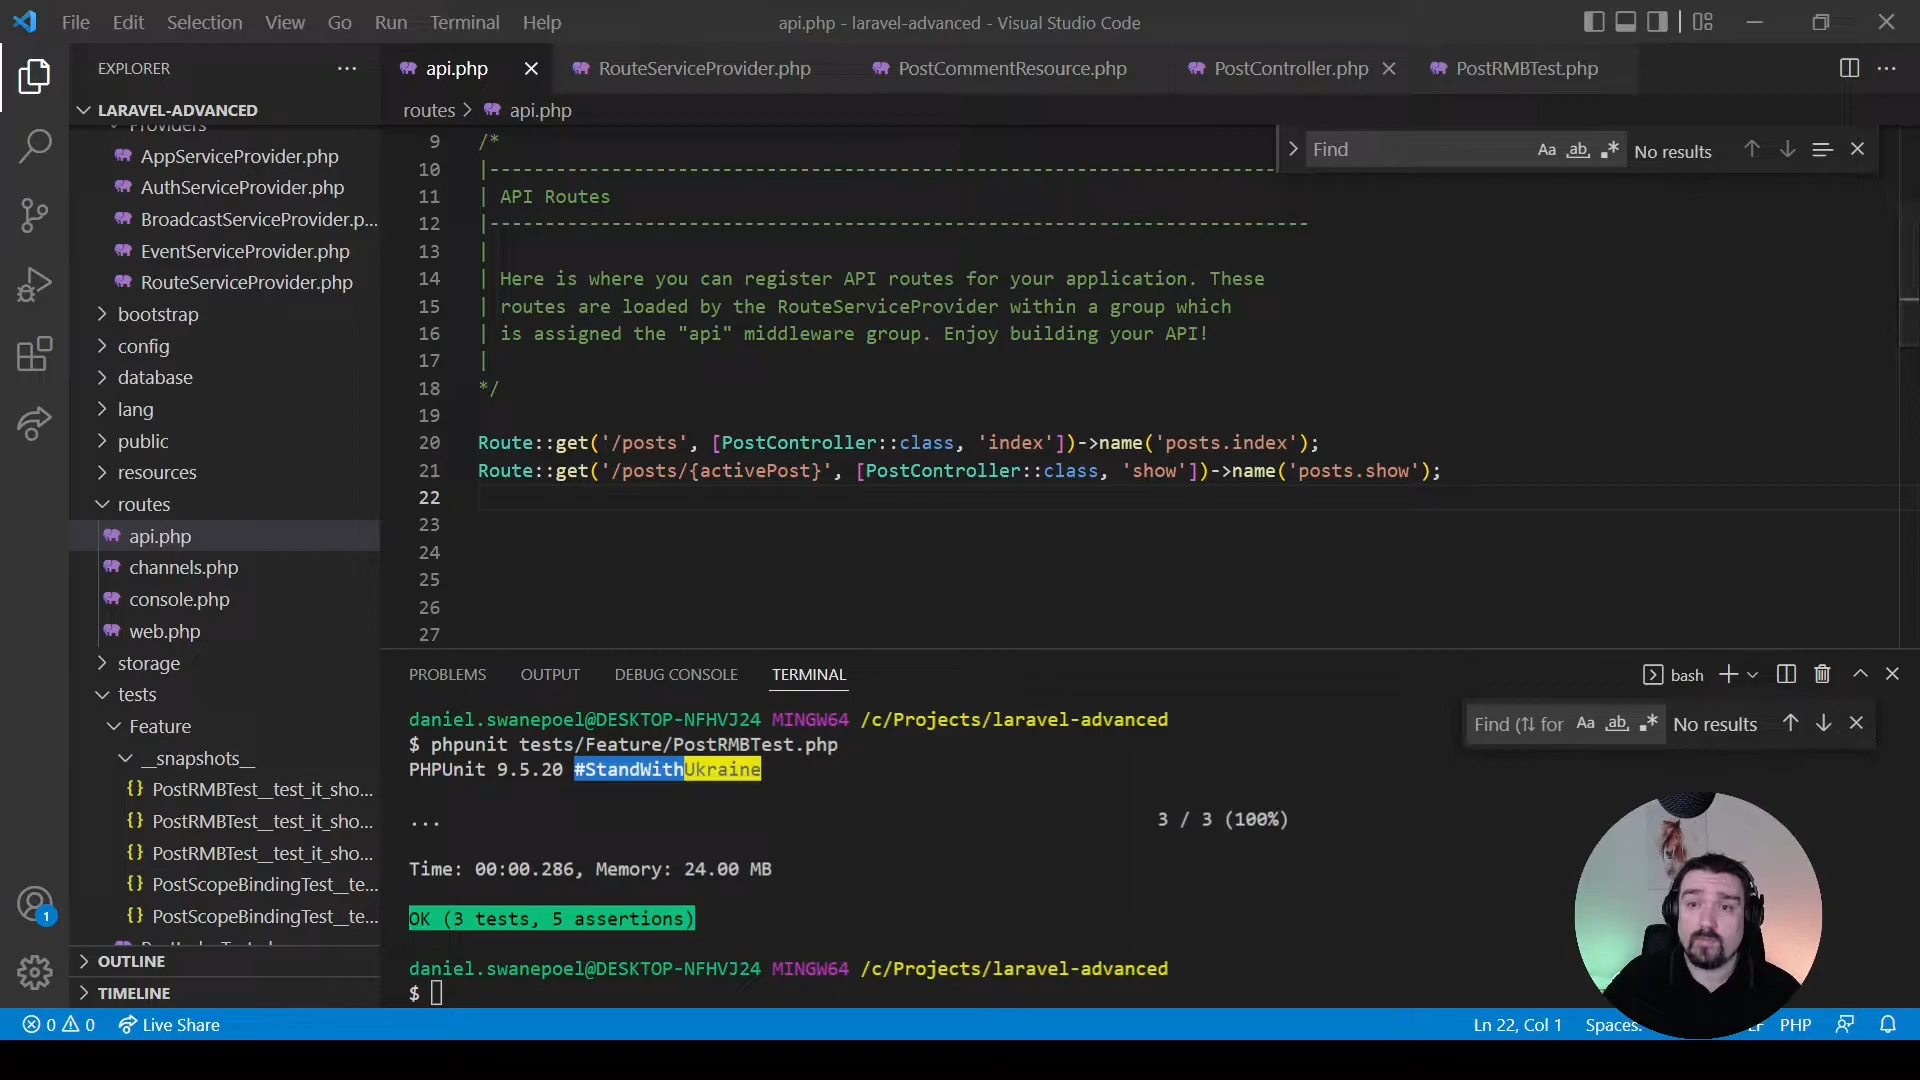 File Edit Selection View Go Run Terminal Help
api.php - laravel-advanced - Visual Studio Code
EXPLORER
LARAVEL-ADVANCED
Providers
AppServiceProvider.php
AuthServiceProvider.php
BroadcastServiceProvider.p...
EventServiceProvider.php
RouteServiceProvider.php
bootstrap
config
database
lang
public
resources
routes
api.php
channels.php
console.php
web.php
storage
tests
Feature
__snapshots__
{} PostRMBTest__test_it_sho...
{} PostRMBTest__test_it_sho...
{} PostRMBTest__test_it_sho...
{} PostScopeBindingTest__te...
{} PostScopeBindingTest__te...
OUTLINE
TIMELINE
api.php RouteServiceProvider.php PostCommentResource.php PostController.php PostRMBTest.php
routes > api.php
Find Aa ab No results
9 /*
10 |--------------------------------------------------------------------------
11 | API Routes
12 |--------------------------------------------------------------------------
13 |
14 | Here is where you can register API routes for your application. These
15 | routes are loaded by the RouteServiceProvider within a group which
16 | is assigned the "api" middleware group. Enjoy building your API!
17 |
18 */
19
20 Route::get('/posts', [PostController::class, 'index'])->name('posts.index');
21 Route::get('/posts/{activePost}', [PostController::class, 'show'])->name('posts.show');
22
23
24
25
26
27
PROBLEMS OUTPUT DEBUG CONSOLE TERMINAL
bash
Find (⇅ for Aa ab No results
daniel.swanepoel@DESKTOP-NFHVJ24 MINGW64 /c/Projects/laravel-advanced
$ phpunit tests/Feature/PostRMBTest.php
PHPUnit 9.5.20 #StandWithUkraine
... 3 / 3 (100%)
Time: 00:00.286, Memory: 24.00 MB
OK (3 tests, 5 assertions)
daniel.swanepoel@DESKTOP-NFHVJ24 MINGW64 /c/Projects/laravel-advanced
$
1
0 0 Live Share
Ln 22, Col 1 Spaces: PHP